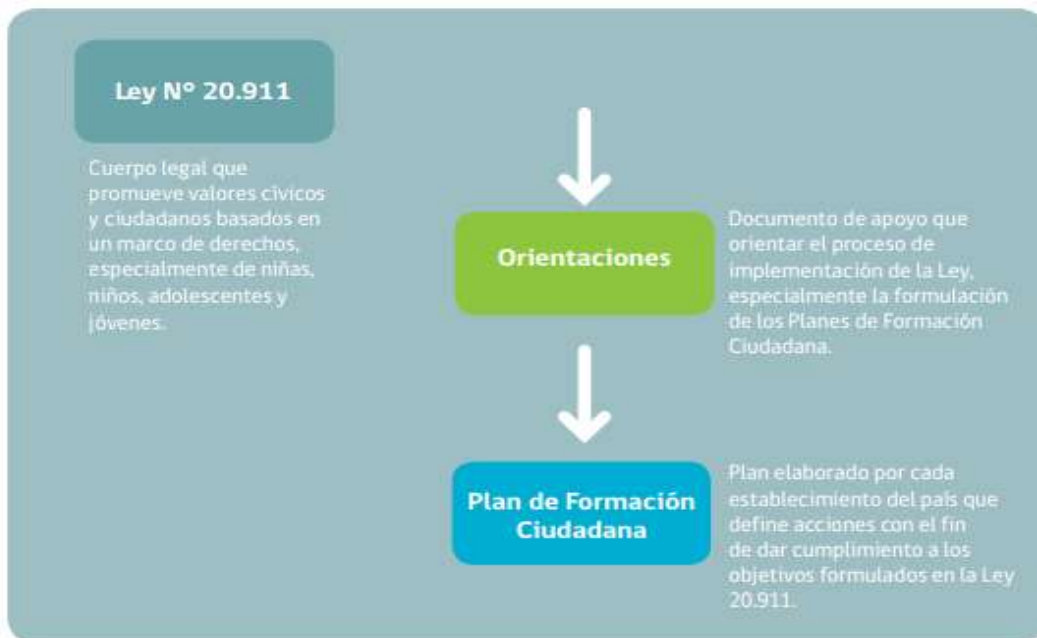 Ley N° 20.911
Cuerpo legal que
promueve valores cívicos
y ciudadanos basados en
un marco de derechos,
especialmente de niñas,
niños, adolescentes y
jóvenes.
Orientaciones
Documento de apoyo que
orientar el proceso de
implementación de la Ley,
especialmente la formulación
de los Planes de Formación
Ciudadana.
Plan de Formación
Ciudadana
Plan elaborado por cada
establecimiento del país que
define acciones con el fin
de dar cumplimiento a los
objetivos formulados en la Ley
20.911.